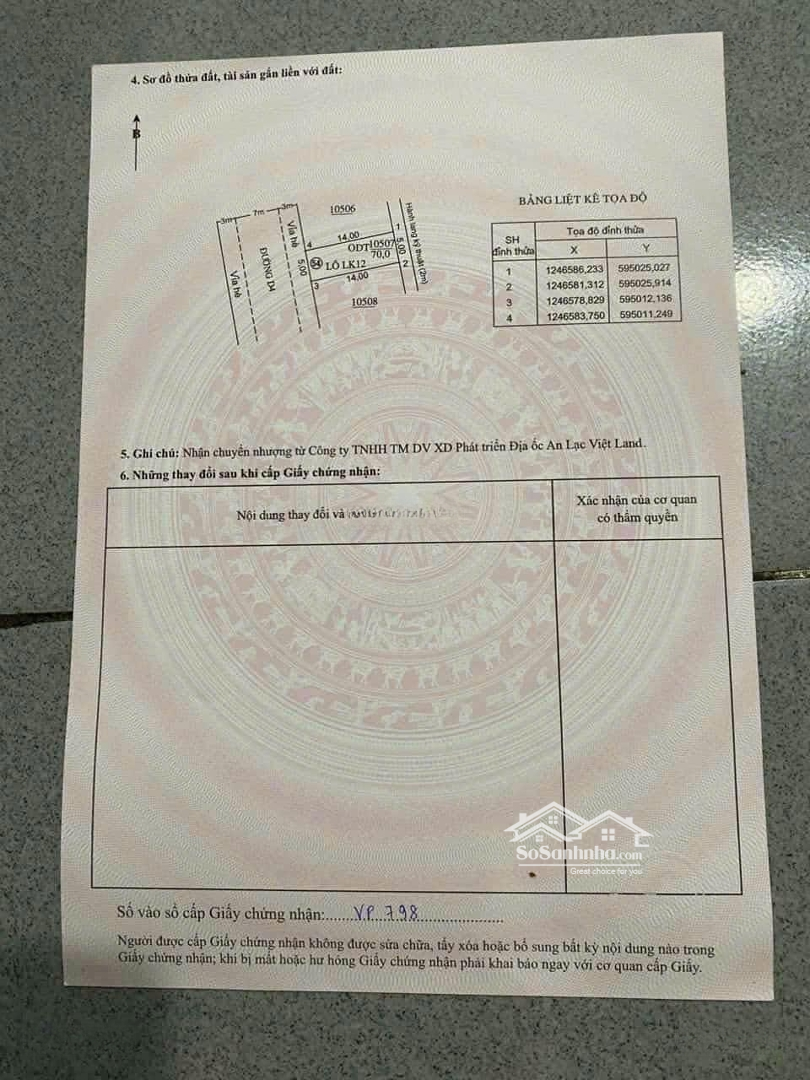 4. Sơ đồ thửa đất, tài sản gắn liền với đất:
B
3m
7m
3m
Vỉa hè
ĐƯỜNG D4
Vỉa hè
10506
14.00
4
1
ODT
10507
70,0
5.00
5.00
54
LÔ LK12
2
3
14.00
10508
Hành lang kỹ thuật (2m)
BẢNG LIỆT KÊ TỌA ĐỘ
SH đỉnh thửa
Tọa độ đỉnh thửa
X Y
1 1246586,233 595025,027
2 1246581,312 595025,914
3 1246578,829 595012,136
4 1246583,750 595011,249
5. Ghi chú: Nhận chuyển nhượng từ Công ty TNHH TM DV XD Phát triển Địa ốc An Lạc Việt Land.
6. Những thay đổi sau khi cấp Giấy chứng nhận:
Nội dung thay đổi và
Xác nhận của cơ quan
có thẩm quyền
SoSanhnha.com
Great choice for you
Số vào sổ cấp Giấy chứng nhận:.......VP 798......................
Người được cấp Giấy chứng nhận không được sửa chữa, tẩy xóa hoặc bổ sung bất kỳ nội dung nào trong
Giấy chứng nhận; khi bị mất hoặc hư hỏng Giấy chứng nhận phải khai báo ngay với cơ quan cấp Giấy.